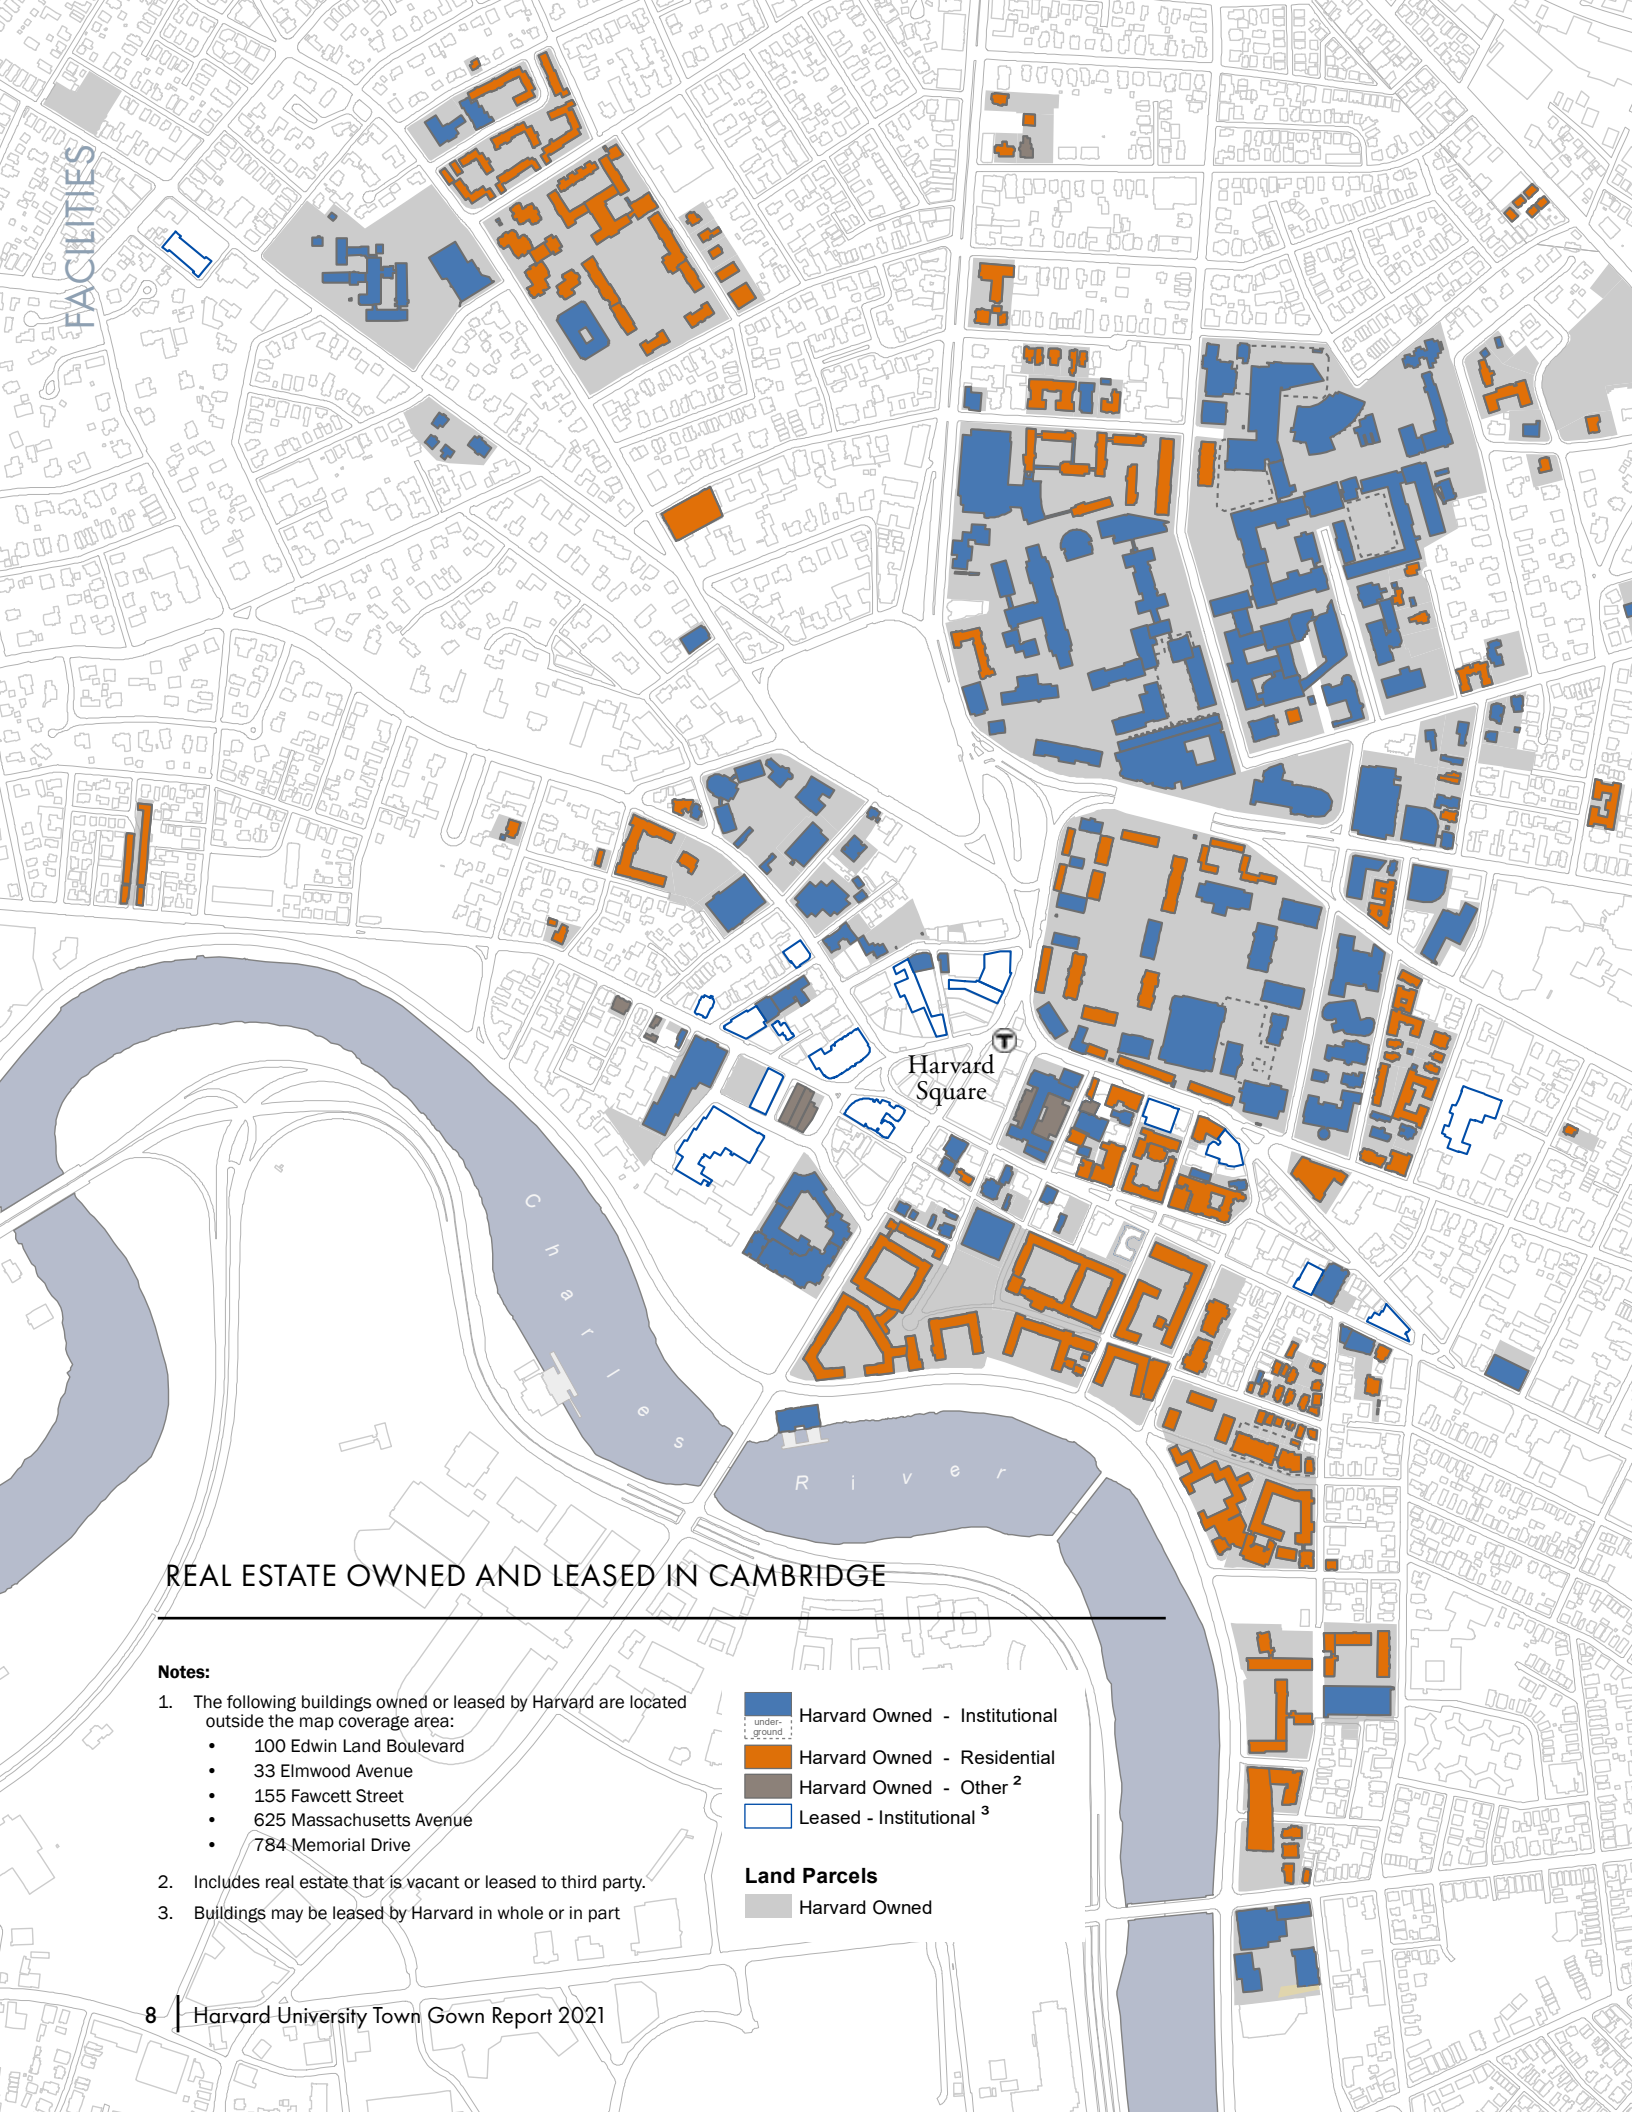 FACILITIES
T
Harvard
Square
Charles
River
REAL ESTATE OWNED AND LEASED IN CAMBRIDGE
Notes:
1. The following buildings owned or leased by Harvard are located
outside the map coverage area:
• 100 Edwin Land Boulevard
• 33 Elmwood Avenue
• 155 Fawcett Street
• 625 Massachusetts Avenue
• 784 Memorial Drive
2. Includes real estate that is vacant or leased to third party.
3. Buildings may be leased by Harvard in whole or in part
Harvard Owned - Institutional
under-
ground
Harvard Owned - Residential
Harvard Owned - Other 2
Leased - Institutional 3
Land Parcels
Harvard Owned
8 | Harvard University Town Gown Report 2021